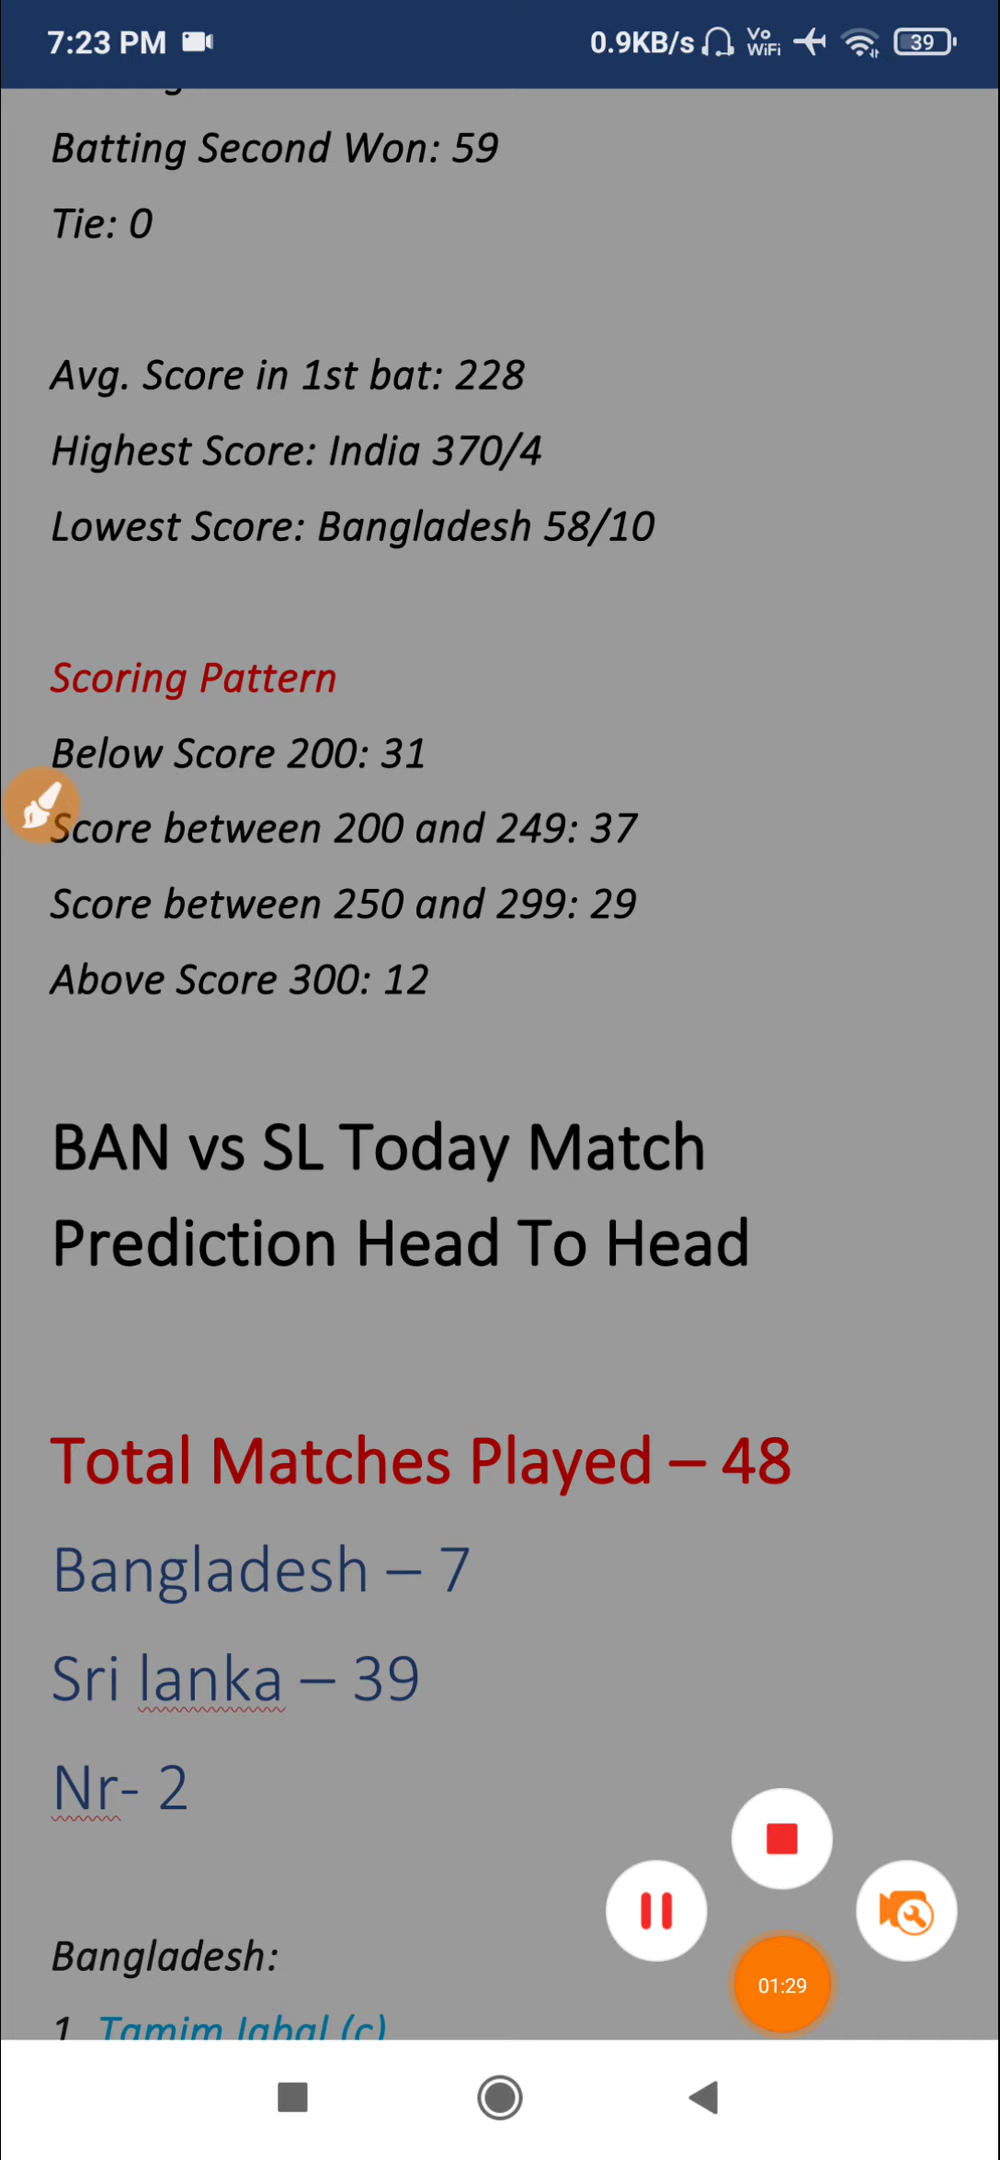 7:23 PM 0.9KB/s Vo WiFi 39
Batting Second Won: 59
Tie: 0
Avg. Score in 1st bat: 228
Highest Score: India 370/4
Lowest Score: Bangladesh 58/10
Scoring Pattern
Below Score 200: 31
Score between 200 and 249: 37
Score between 250 and 299: 29
Above Score 300: 12
BAN vs SL Today Match
Prediction Head To Head
Total Matches Played – 48
Bangladesh – 7
Sri lanka – 39
Nr- 2
Bangladesh:
1. Tamim Iqbal (c)
01:29